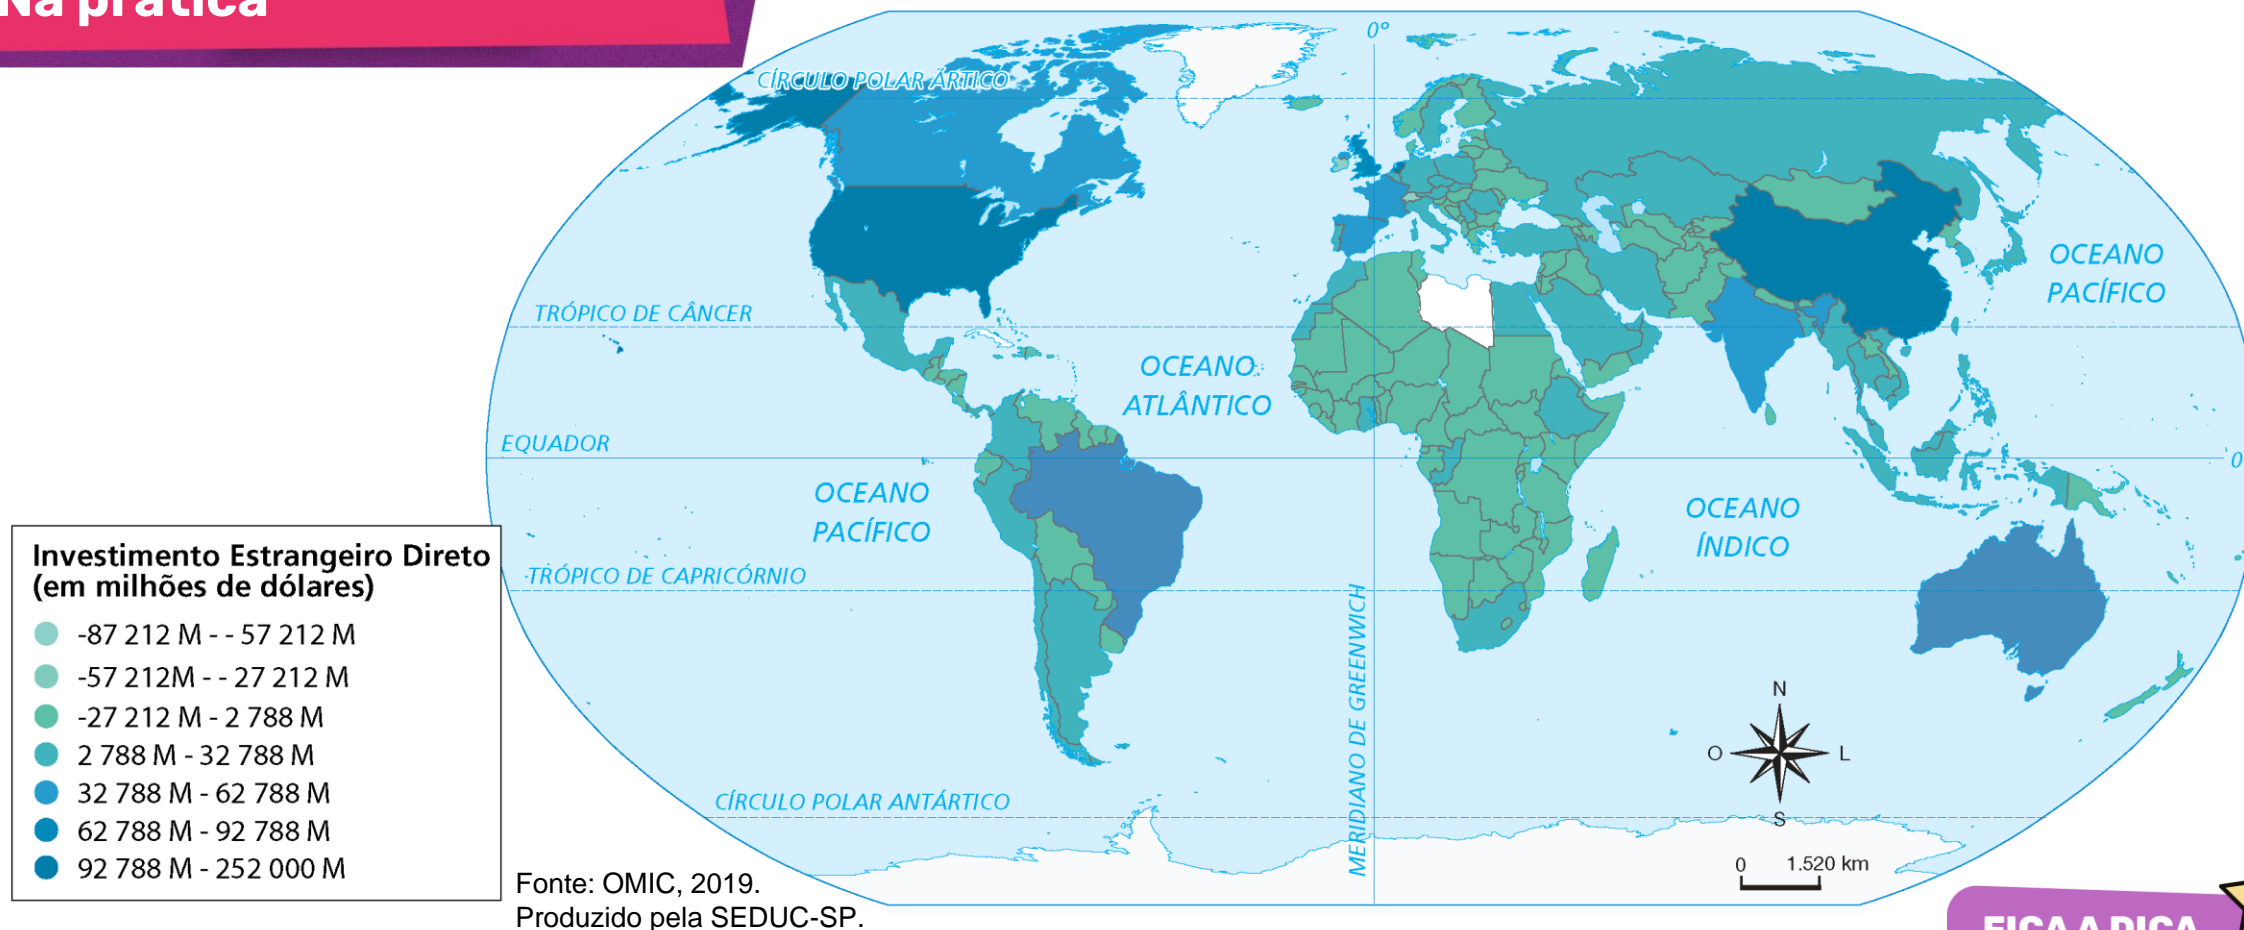 Na prática
0°
CÍRCULO POLAR ÁRTICO
OCEANO
PACÍFICO
TRÓPICO DE CÂNCER
OCEANO
ATLÂNTICO
EQUADOR
0
OCEANO
PACÍFICO
OCEANO
ÍNDICO
TRÓPICO DE CAPRICÓRNIO
MERIDIANO DE GREENWICH
CÍRCULO POLAR ANTÁRTICO
N
O
L
S
0 1.520 km
Investimento Estrangeiro Direto
(em milhões de dólares)
-87 212 M - - 57 212 M
-57 212M - - 27 212 M
-27 212 M - 2 788 M
2 788 M - 32 788 M
32 788 M - 62 788 M
62 788 M - 92 788 M
92 788 M - 252 000 M
Fonte: OMIC, 2019.
Produzido pela SEDUC-SP.
FICA A DICA